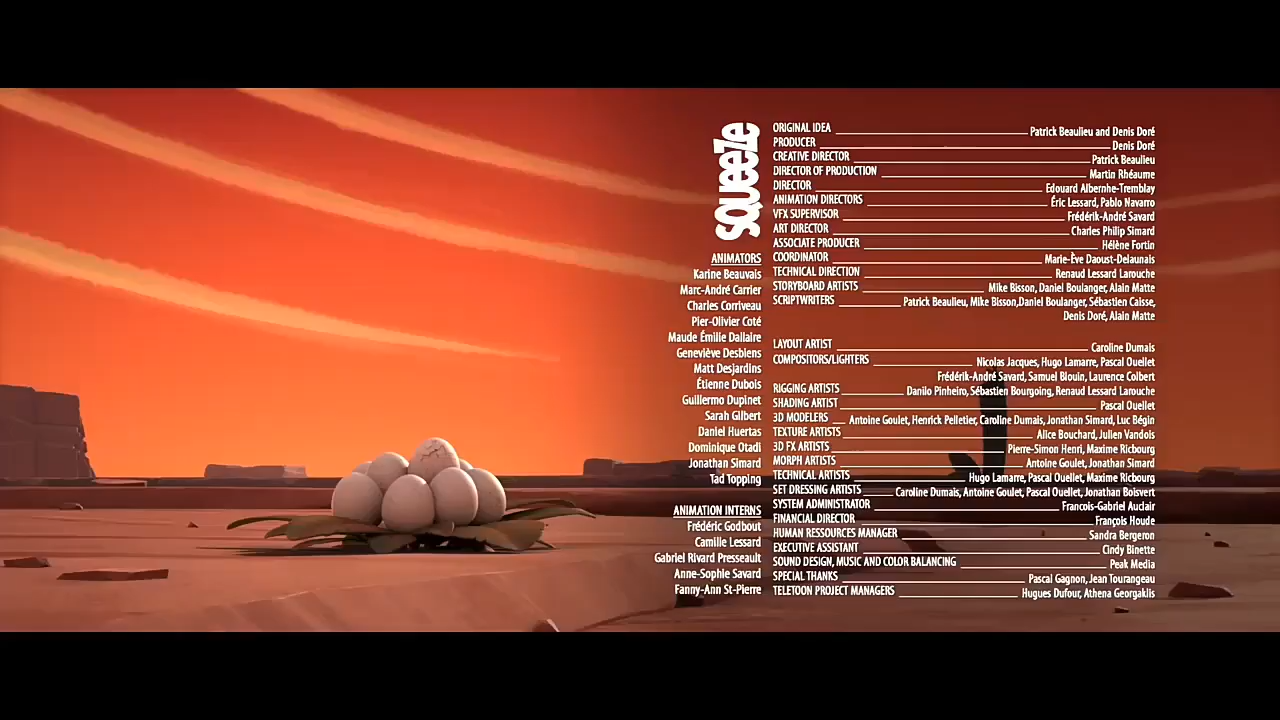 squeeze
ORIGINAL IDEA Patrick Beaulieu and Denis Doré
PRODUCER Denis Doré
CREATIVE DIRECTOR Patrick Beaulieu
DIRECTOR OF PRODUCTION Martin Rhéaume
DIRECTOR Edouard Albernhe-Tremblay
ANIMATION DIRECTORS Éric Lessard, Pablo Navarro
VFX SUPERVISOR Frédérik-André Savard
ART DIRECTOR Charles Philip Simard
ASSOCIATE PRODUCER Hélène Fortin
COORDINATOR Marie-Ève Daoust-Delaunais
TECHNICAL DIRECTION Renaud Lessard Larouche
STORYBOARD ARTISTS Mike Bisson, Daniel Boulanger, Alain Matte
SCRIPTWRITERS Patrick Beaulieu, Mike Bisson,Daniel Boulanger, Sébastien Caisse,
Denis Doré, Alain Matte
LAYOUT ARTIST Caroline Dumais
COMPOSITORS/LIGHTERS Nicolas Jacques, Hugo Lamarre, Pascal Ouellet
Frédérik-André Savard, Samuel Blouin, Laurence Colbert
RIGGING ARTISTS Danilo Pinheiro, Sébastien Bourgoing, Renaud Lessard Larouche
SHADING ARTIST Pascal Ouellet
3D MODELERS Antoine Goulet, Henrick Pelletier, Caroline Dumais, Jonathan Simard, Luc Bégin
TEXTURE ARTISTS Alice Bouchard, Julien Vandois
3D FX ARTISTS Pierre-Simon Henri, Maxime Ricbourg
MORPH ARTISTS Antoine Goulet, Jonathan Simard
TECHNICAL ARTISTS Hugo Lamarre, Pascal Ouellet, Maxime Ricbourg
SET DRESSING ARTISTS Caroline Dumais, Antoine Goulet, Pascal Ouellet, Jonathan Boisvert
SYSTEM ADMINISTRATOR Francois-Gabriel Auclair
FINANCIAL DIRECTOR François Houde
HUMAN RESSOURCES MANAGER Sandra Bergeron
EXECUTIVE ASSISTANT Cindy Binette
SOUND DESIGN, MUSIC AND COLOR BALANCING Peak Media
SPECIAL THANKS Pascal Gagnon, Jean Tourangeau
TELETOON PROJECT MANAGERS Hugues Dufour, Athena Georgaklis
ANIMATORS
Karine Beauvais
Marc-André Carrier
Charles Corriveau
Pier-Olivier Coté
Maude Émilie Dallaire
Geneviève Desbiens
Matt Desjardins
Étienne Dubois
Guillermo Dupinet
Sarah Gilbert
Daniel Huertas
Dominique Otadi
Jonathan Simard
Tad Topping
ANIMATION INTERNS
Frédéric Godbout
Camille Lessard
Gabriel Rivard Presseault
Anne-Sophie Savard
Fanny-Ann St-Pierre